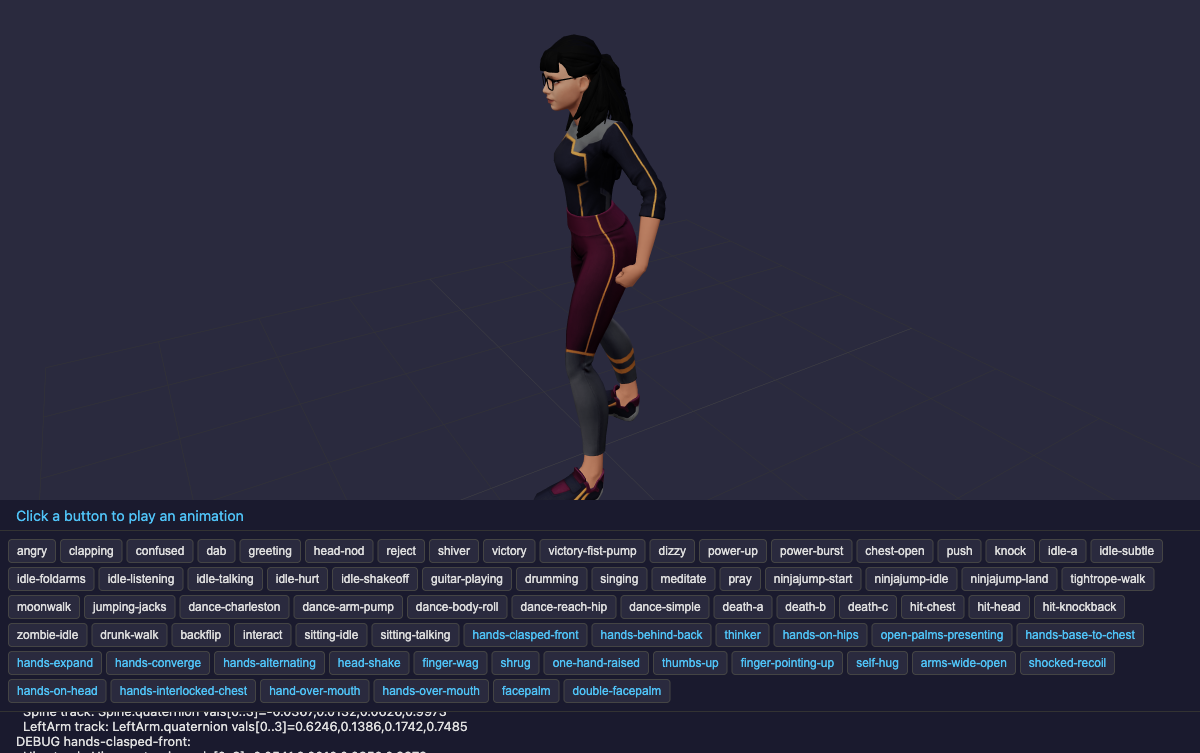 Click a button to play an animation
angry clapping confused dab greeting head-nod reject shiver victory victory-fist-pump dizzy power-up power-burst chest-open push knock idle-a idle-subtle
idle-foldarms idle-listening idle-talking idle-hurt idle-shakeoff guitar-playing drumming singing meditate pray ninjajump-start ninjajump-idle ninjajump-land tightrope-walk
moonwalk jumping-jacks dance-charleston dance-arm-pump dance-body-roll dance-reach-hip dance-simple death-a death-b death-c hit-chest hit-head hit-knockback
zombie-idle drunk-walk backflip interact sitting-idle sitting-talking hands-clasped-front hands-behind-back thinker hands-on-hips open-palms-presenting hands-base-to-chest
hands-expand hands-converge hands-alternating head-shake finger-wag shrug one-hand-raised thumbs-up finger-pointing-up self-hug arms-wide-open shocked-recoil
hands-on-head hands-interlocked-chest hand-over-mouth hands-over-mouth facepalm double-facepalm
Spine track: Spine.quaternion
LeftArm track: LeftArm.quaternion vals[0..3]=0.6246,0.1386,0.1742,0.7485
DEBUG hands-clasped-front: